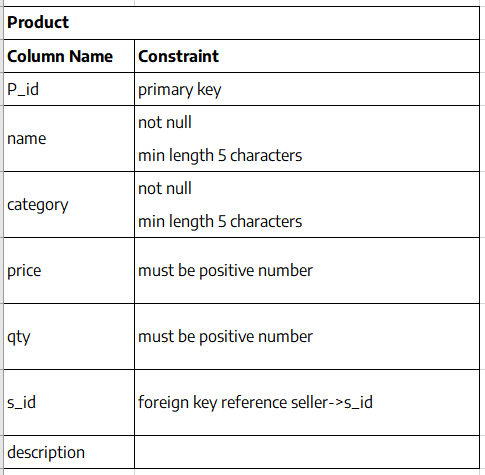 Product
Column Name Constraint
P_id primary key
name not null
min length 5 characters
category not null
min length 5 characters
price must be positive number
qty must be positive number
s_id foreign key reference seller->s_id
description